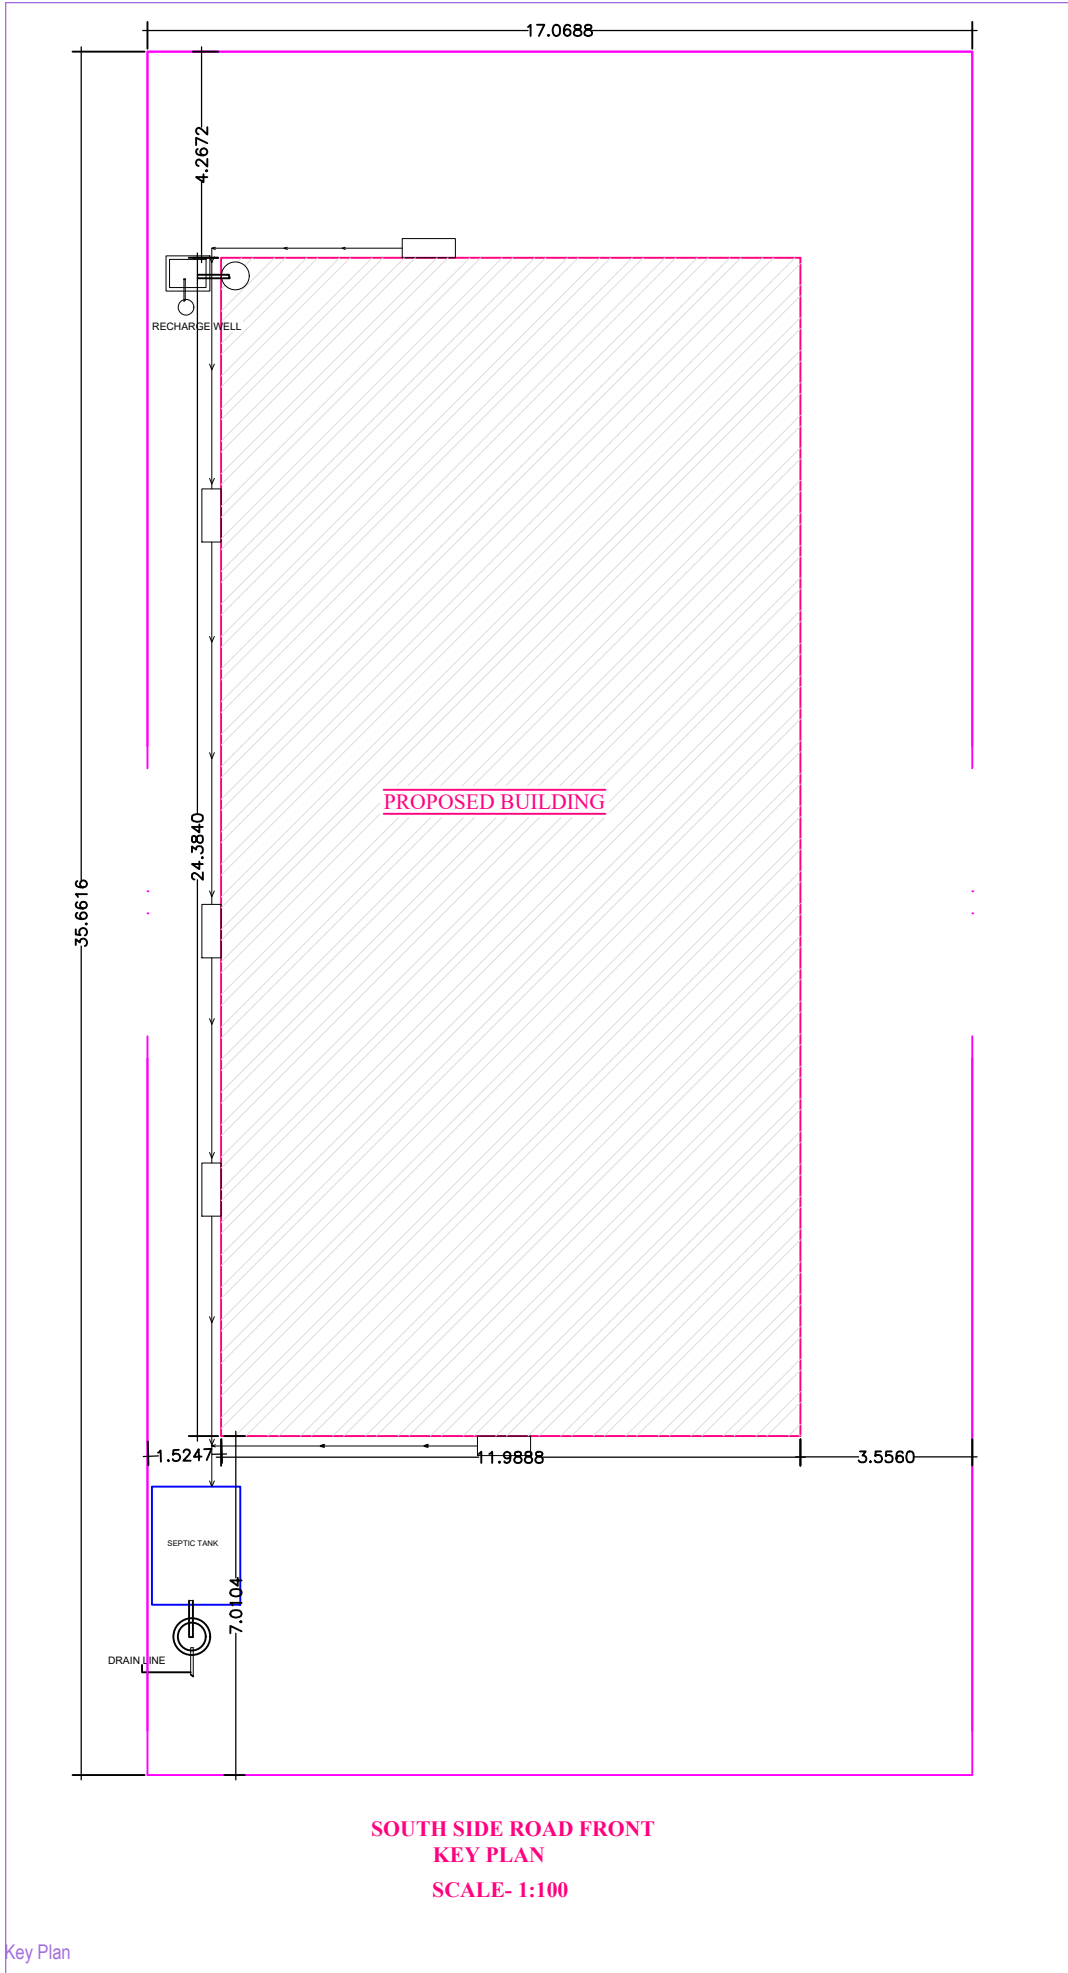 17.0688
4.2672
RECHARGE WELL
PROPOSED BUILDING
24.3840
35.6616
1.5247
11.9888
3.5560
SEPTIC TANK
7.0104
DRAIN LINE
SOUTH SIDE ROAD FRONT
KEY PLAN
SCALE- 1:100
Key Plan